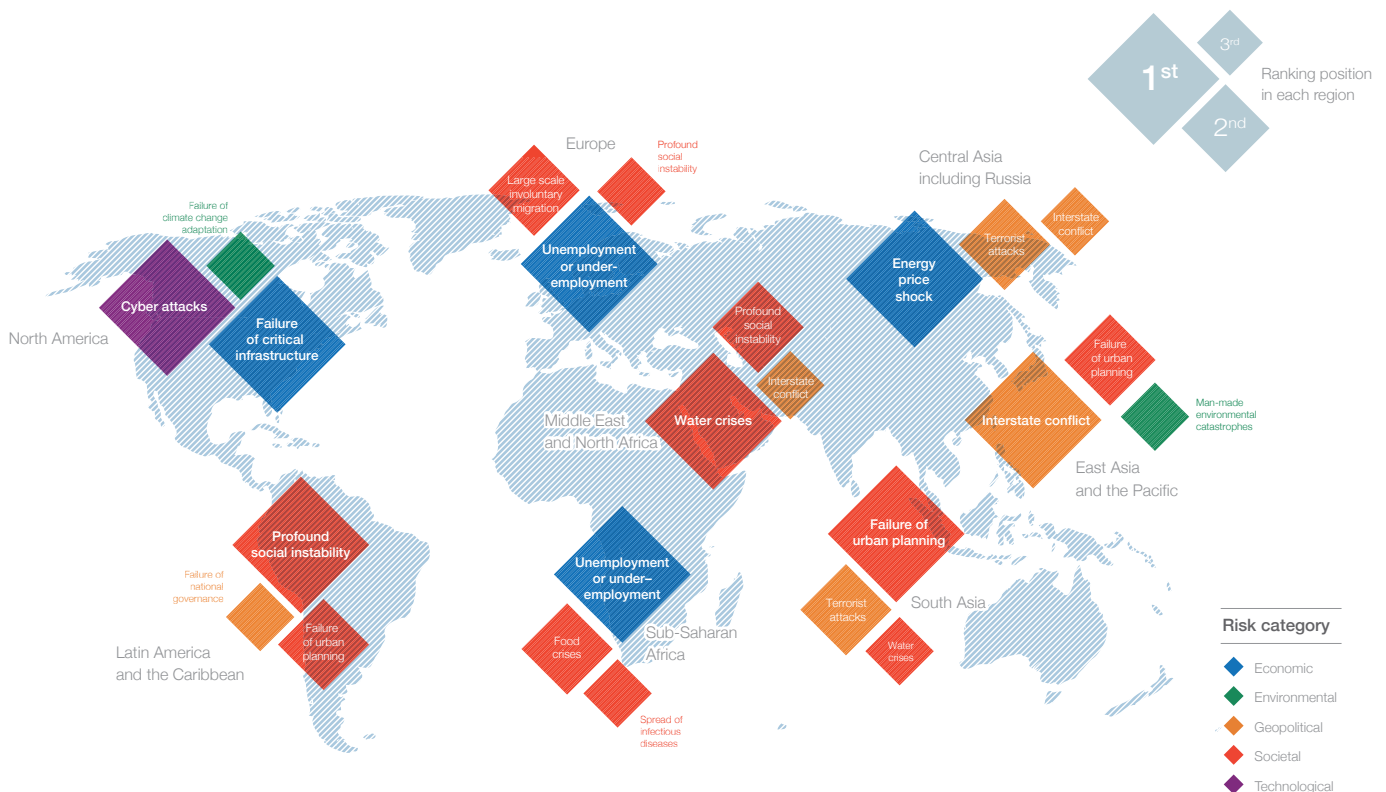 1st
3rd
2nd
Ranking position
in each region
Europe
Large scale
involuntary
migration
Profound
social
instability
Unemployment
or under-
employment
Central Asia
including Russia
Energy
price
shock
Terrorist
attacks
Interstate
conflict
North America
Failure of
climate change
adaptation
Cyber attacks
Failure
of critical
infrastructure
Middle East
and North Africa
Profound
social
instability
Interstate
conflict
Water crises
Failure
of urban
planning
Interstate conflict
Man-made
environmental
catastrophes
East Asia
and the Pacific
Profound
social instability
Failure of
national
governance
Failure
of urban
planning
Latin America
and the Caribbean
Unemployment
or under–
employment
Food
crises
Sub-Saharan
Africa
Spread of
infectious
diseases
Failure of
urban planning
Terrorist
attacks
South Asia
Water
crises
Risk category
Economic
Environmental
Geopolitical
Societal
Technological